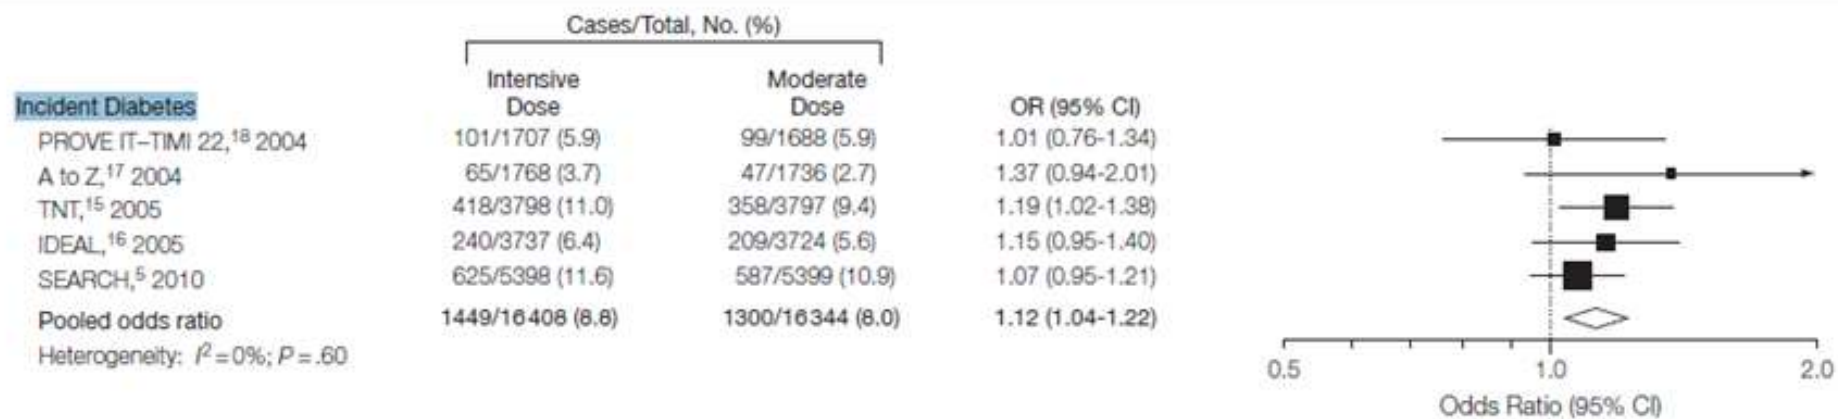 Cases/Total, No. (%)
Intensive Dose Moderate Dose
Incident Diabetes OR (95% CI)
PROVE IT–TIMI 22,18 2004 101/1707 (5.9) 99/1688 (5.9) 1.01 (0.76-1.34)
A to Z,17 2004 65/1768 (3.7) 47/1736 (2.7) 1.37 (0.94-2.01)
TNT,15 2005 418/3798 (11.0) 358/3797 (9.4) 1.19 (1.02-1.38)
IDEAL,16 2005 240/3737 (6.4) 209/3724 (5.6) 1.15 (0.95-1.40)
SEARCH,5 2010 625/5398 (11.6) 587/5399 (10.9) 1.07 (0.95-1.21)
Pooled odds ratio 1449/16408 (8.8) 1300/16344 (8.0) 1.12 (1.04-1.22)
Heterogeneity: I2=0%; P=.60
0.5 1.0 2.0
Odds Ratio (95% CI)